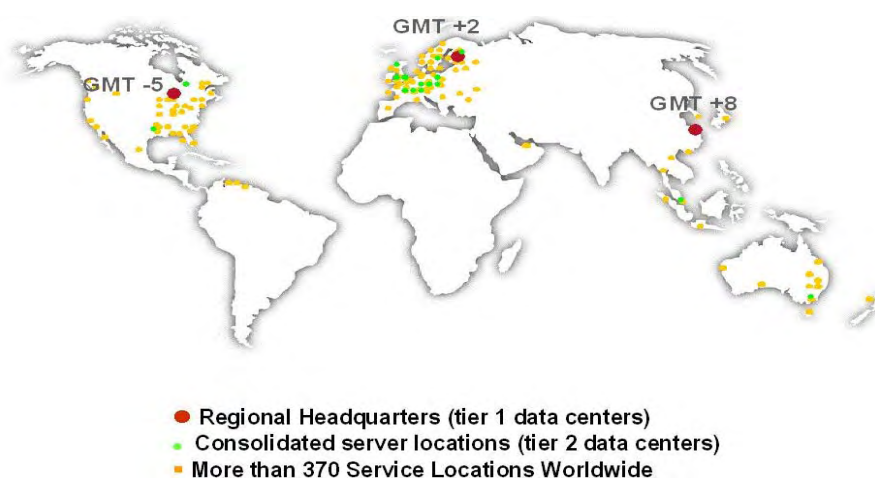 GMT +2
GMT -5
GMT +8
Regional Headquarters (tier 1 data centers)
Consolidated server locations (tier 2 data centers)
More than 370 Service Locations Worldwide